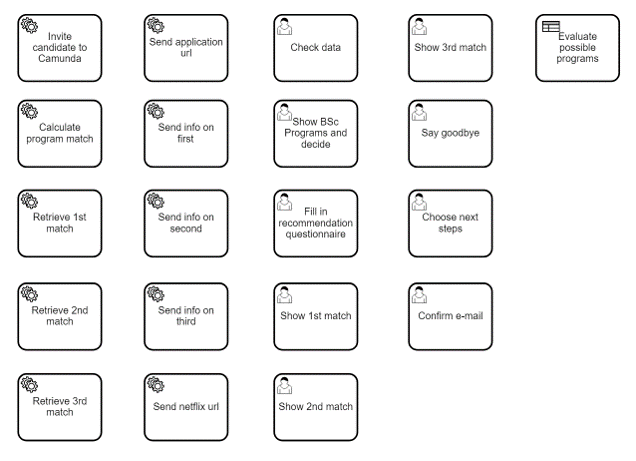 Invite
candidate to
Camunda
Send application
url
Check data
Show 3rd match
Evaluate
possible
programs
Calculate
program match
Send info on
first
Show BSc
Programs and
decide
Say goodbye
Retrieve 1st
match
Send info on
second
Fill in
recommendation
questionnaire
Choose next
steps
Retrieve 2nd
match
Send info on
third
Show 1st match
Confirm e-mail
Retrieve 3rd
match
Send netflix url
Show 2nd match